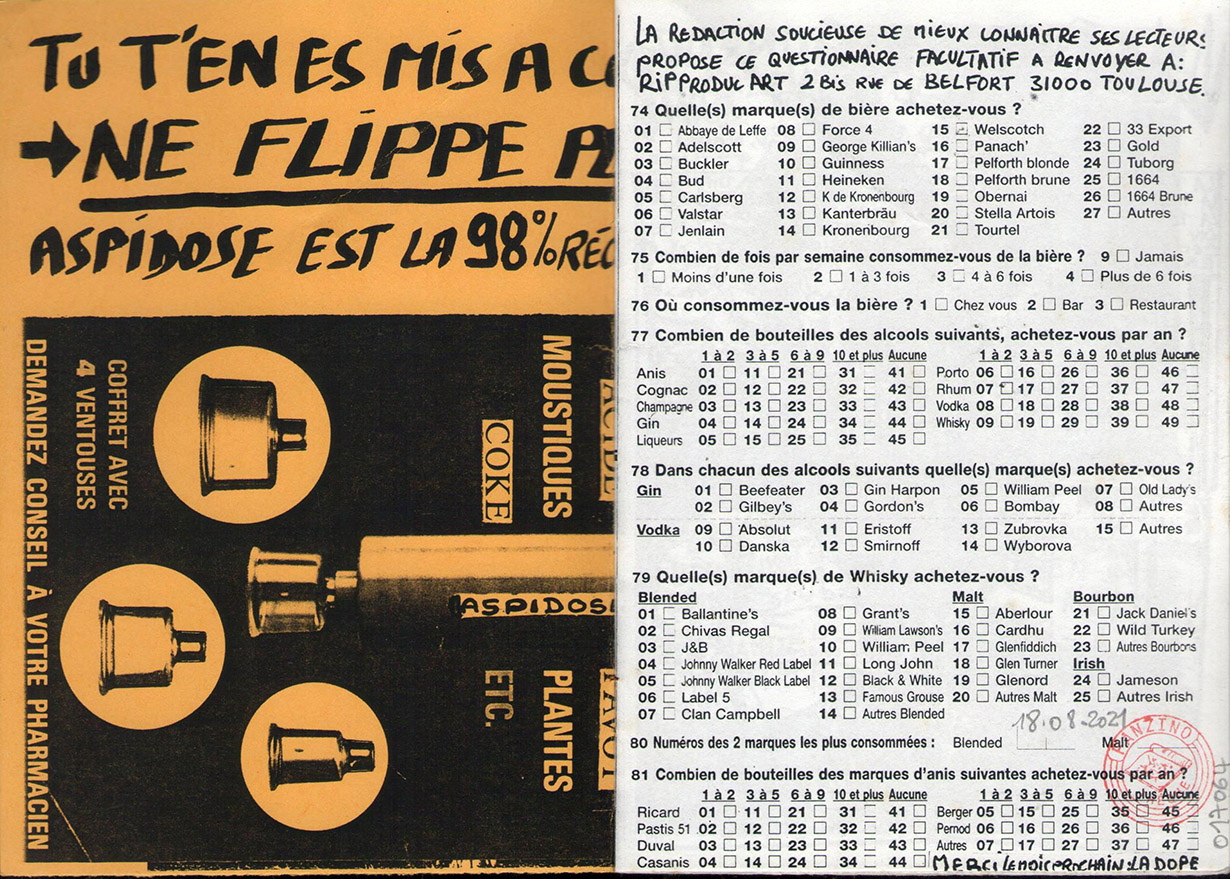 TU T'EN ES MIS A
→NE FLIPPE
ASPIDOSE EST LA 98%
MOUSTIQUES
COKE
COFFRET AVEC
4 VENTOUSES
DEMANDEZ CONSEIL À VOTRE PHARMACIEN
ASPIDOS
PLANTES
ETC.
LA REDACTION SOUCIEUSE DE MIEUX CONNAITRE SES LECTEURS
PROPOSE CE QUESTIONNAIRE FACULTATIF A RENVOYER A:
RIPPRODUC ART 2 BIS RUE DE BELFORT 31000 TOULOUSE.
74 Quelle(s) marque(s) de bière achetez-vous ?
01 □ Abbaye de Leffe 08 □ Force 4 15 □ Welscotch 22 □ 33 Export
02 □ Adelscott 09 □ George Killian's 16 □ Panach' 23 □ Gold
03 □ Buckler 10 □ Guinness 17 □ Pelforth blonde 24 □ Tuborg
04 □ Bud 11 □ Heineken 18 □ Pelforth brune 25 □ 1664
05 □ Carlsberg 12 □ K de Kronenbourg 19 □ Obernai 26 □ 1664 Brune
06 □ Valstar 13 □ Kanterbräu 20 □ Stella Artois 27 □ Autres
07 □ Jenlain 14 □ Kronenbourg 21 □ Tourtel
75 Combien de fois par semaine consommez-vous de la bière ? 9 □ Jamais
1 □ Moins d'une fois 2 □ 1 à 3 fois 3 □ 4 à 6 fois 4 □ Plus de 6 fois
76 Où consommez-vous la bière ? 1 □ Chez vous 2 □ Bar 3 □ Restaurant
77 Combien de bouteilles des alcools suivants, achetez-vous par an ?
1 à 2 3 à 5 6 à 9 10 et plus Aucune 1 à 2 3 à 5 6 à 9 10 et plus Aucune
Anis 01 □ 11 □ 21 □ 31 □ 41 □ Porto 06 □ 16 □ 26 □ 36 □ 46 □
Cognac 02 □ 12 □ 22 □ 32 □ 42 □ Rhum 07 □ 17 □ 27 □ 37 □ 47 □
Champagne 03 □ 13 □ 23 □ 33 □ 43 □ Vodka 08 □ 18 □ 28 □ 38 □ 48 □
Gin 04 □ 14 □ 24 □ 34 □ 44 □ Whisky 09 □ 19 □ 29 □ 39 □ 49 □
Liqueurs 05 □ 15 □ 25 □ 35 □ 45 □
78 Dans chacun des alcools suivants quelle(s) marque(s) achetez-vous ?
Gin 01 □ Beefeater 03 □ Gin Harpon 05 □ William Peel 07 □ Old Lady's
02 □ Gilbey's 04 □ Gordon's 06 □ Bombay 08 □ Autres
Vodka 09 □ Absolut 11 □ Eristoff 13 □ Zubrovka 15 □ Autres
10 □ Danska 12 □ Smirnoff 14 □ Wyborova
79 Quelle(s) marque(s) de Whisky achetez-vous ?
Blended Malt Bourbon
01 □ Ballantine's 08 □ Grant's 15 □ Aberlour 21 □ Jack Daniel's
02 □ Chivas Regal 09 □ William Lawson's 16 □ Cardhu 22 □ Wild Turkey
03 □ J&B 10 □ William Peel 17 □ Glenfiddich 23 □ Autres Bourbons
04 □ Johnny Walker Red Label 11 □ Long John 18 □ Glen Turner Irish
05 □ Johnny Walker Black Label 12 □ Black & White 19 □ Glenord 24 □ Jameson
06 □ Label 5 13 □ Famous Grouse 20 □ Autres Malt 25 □ Autres Irish
07 □ Clan Campbell 14 □ Autres Blended
18.08.2021
80 Numéros des 2 marques les plus consommées : Blended Malt
FANZINO
017064
81 Combien de bouteilles des marques d'anis suivantes achetez-vous par an ?
1 à 2 3 à 5 6 à 9 10 et plus Aucune 1 à 2 3 à 5 6 à 9 10 et plus Aucune
Ricard 01 □ 11 □ 21 □ 31 □ 41 □ Berger 05 □ 15 □ 25 □ 35 □ 45
Pastis 51 02 □ 12 □ 22 □ 32 □ 42 □ Pernod 06 □ 16 □ 26 □ 36 □ 46
Duval 03 □ 13 □ 23 □ 33 □ 43 □ Autres 07 □ 17 □ 27 □ 37 □ 47
Casanis 04 □ 14 □ 24 □ 34 □ 44 □ MERCI LE MOIS PROCHAIN : LA DOPE